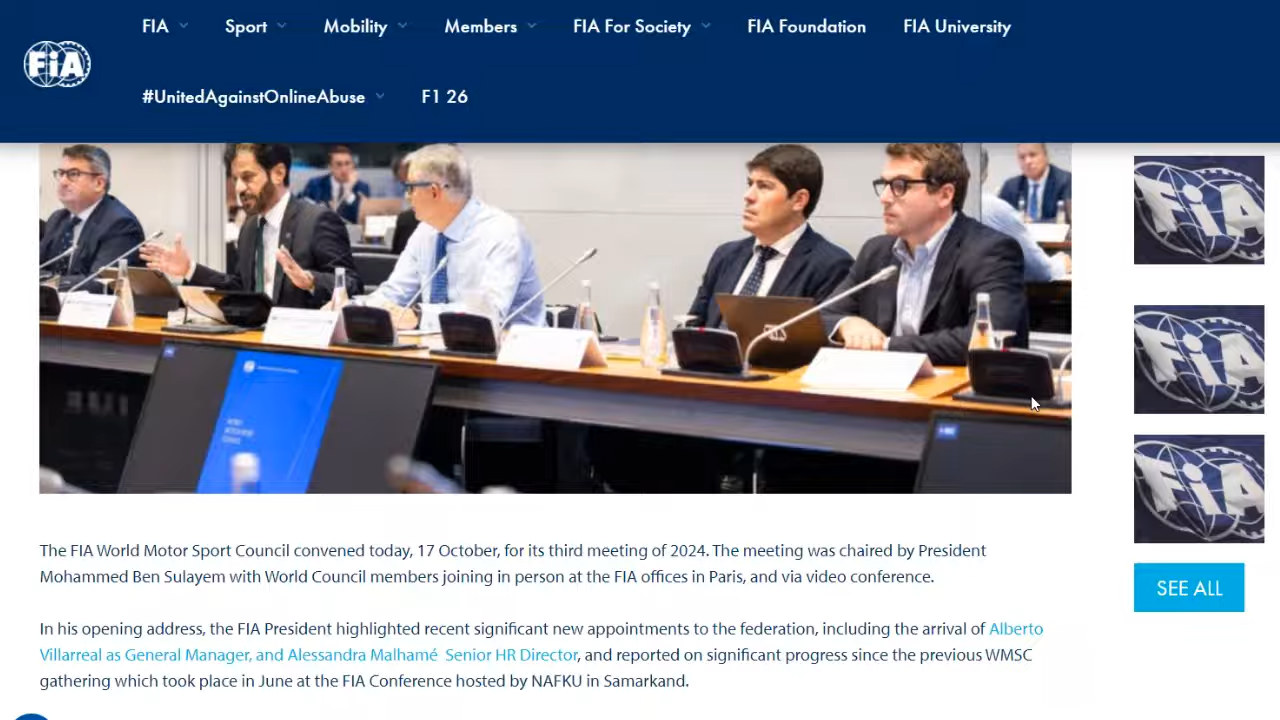 FIA Sport Mobility Members FIA For Society FIA Foundation FIA University
FiA
#UnitedAgainstOnlineAbuse F1 26
FiA
FiA
FiA
The FIA World Motor Sport Council convened today, 17 October, for its third meeting of 2024. The meeting was chaired by President
Mohammed Ben Sulayem with World Council members joining in person at the FIA offices in Paris, and via video conference.
SEE ALL
In his opening address, the FIA President highlighted recent significant new appointments to the federation, including the arrival of Alberto
Villarreal as General Manager, and Alessandra Malhamé Senior HR Director, and reported on significant progress since the previous WMSC
gathering which took place in June at the FIA Conference hosted by NAFKU in Samarkand.